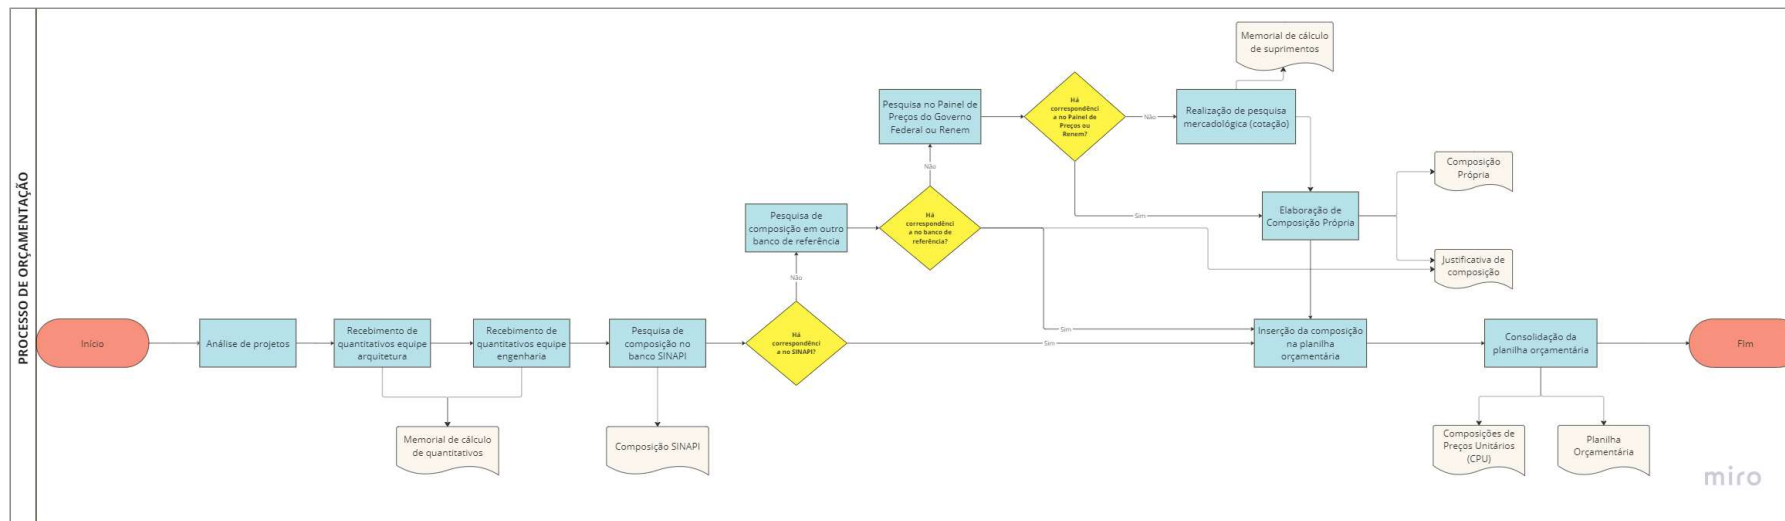 PROCESSO DE ORÇAMENTAÇÃO
Início
Análise de projetos
Recebimento de
quantitativos equipe
arquitetura
Recebimento de
quantitativos equipe
engenharia
Memorial de cálculo
de quantitativos
Pesquisa de
composição no
banco SINAPI
Composição SINAPI
Há
correspondênci
a no SINAPI?
Não
Sim
Pesquisa de
composição em outro
banco de referência
Há
correspondênci
a no banco de
referência?
Não
Sim
Pesquisa no Painel de
Preços do Governo
Federal ou Renem
Há
correspondênci
a no Painel de
Preços ou
Renem?
Não
Sim
Realização de pesquisa
mercadológica (cotação)
Memorial de cálculo
de suprimentos
Elaboração de
Composição Própria
Composição
Própria
Justificativa de
composição
Inserção da composição
na planilha
orçamentária
Consolidação da
planilha orçamentária
Composições de
Preços Unitários
(CPU)
Planilha
Orçamentária
FIm
miro